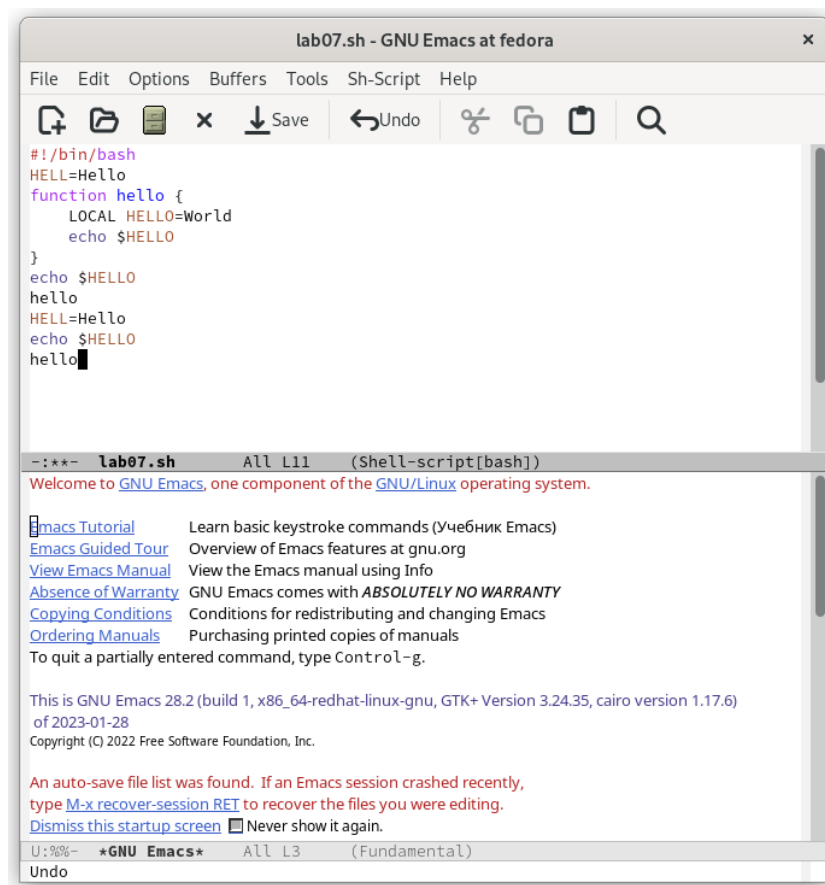 lab07.sh - GNU Emacs at fedora ×
File Edit Options Buffers Tools Sh-Script Help
Save Undo
#!/bin/bash
HELL=Hello
function hello {
    LOCAL HELLO=World
    echo $HELLO
}
echo $HELLO
hello
HELL=Hello
echo $HELLO
hello
-:**- lab07.sh All L11 (Shell-script[bash])
Welcome to GNU Emacs, one component of the GNU/Linux operating system.
Emacs Tutorial Learn basic keystroke commands (Учебник Emacs)
Emacs Guided Tour Overview of Emacs features at gnu.org
View Emacs Manual View the Emacs manual using Info
Absence of Warranty GNU Emacs comes with ABSOLUTELY NO WARRANTY
Copying Conditions Conditions for redistributing and changing Emacs
Ordering Manuals Purchasing printed copies of manuals
To quit a partially entered command, type Control-g.
This is GNU Emacs 28.2 (build 1, x86_64-redhat-linux-gnu, GTK+ Version 3.24.35, cairo version 1.17.6)
of 2023-01-28
Copyright (C) 2022 Free Software Foundation, Inc.
An auto-save file list was found. If an Emacs session crashed recently,
type M-x recover-session RET to recover the files you were editing.
Dismiss this startup screen Never show it again.
U:%%- *GNU Emacs* All L3 (Fundamental)
Undo